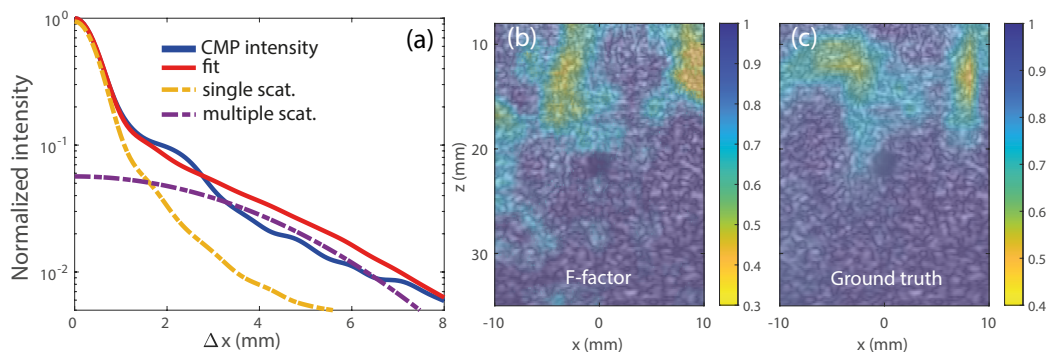 10^0
10^-1
10^-2
Normalized intensity
(a)
CMP intensity
fit
single scat.
multiple scat.
0
2
4
6
8
Δ x (mm)
(b)
F-factor
10
20
30
z (mm)
-10
0
10
x (mm)
1
0.9
0.8
0.7
0.6
0.5
0.4
0.3
(c)
Ground truth
-10
0
10
x (mm)
1
0.9
0.8
0.7
0.6
0.5
0.4